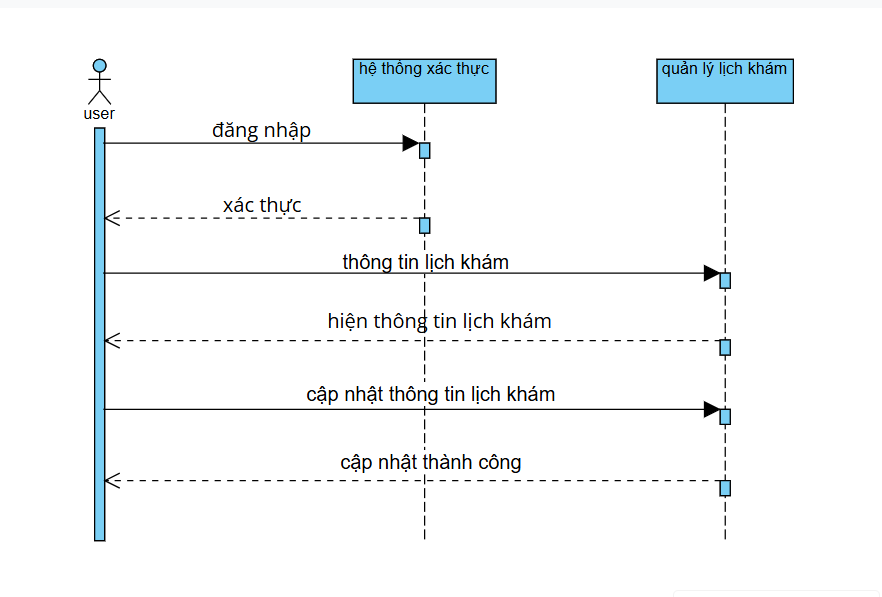 hệ thống xác thực
quản lý lịch khám
user
đăng nhập
xác thực
thông tin lịch khám
hiện thông tin lịch khám
cập nhật thông tin lịch khám
cập nhật thành công